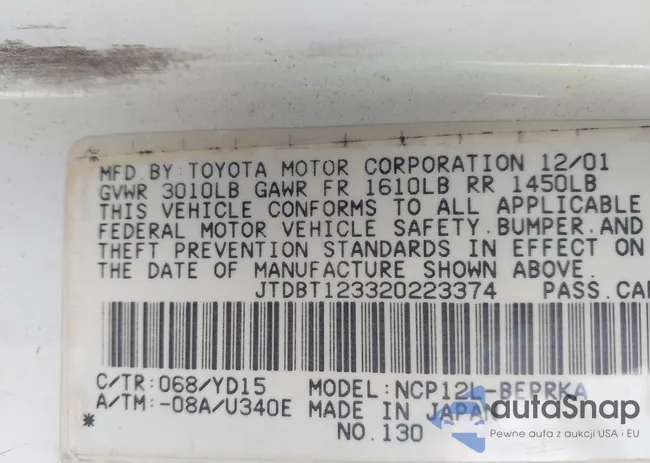 MFD.BY:TOYOTA MOTOR CORPORATION 12/01
GVWR 3010LB GAWR FR 1610LB RR 1450LB
THIS VEHICLE CONFORMS TO ALL APPLICABLE
FEDERAL MOTOR VEHICLE SAFETY.BUMPER.AND
THEFT PREVENTION STANDARDS IN EFFECT ON
THE DATE OF MANUFACTURE SHOWN ABOVE.
JTDBT123320223374 PASS.CAR
C/TR:068/YD15 MODEL:NCP12L-BEPRKA
A/TM:-08A/U340E MADE IN JAPAN
* NO.130
autoSnap
Pewne auta z aukcji USA i EU